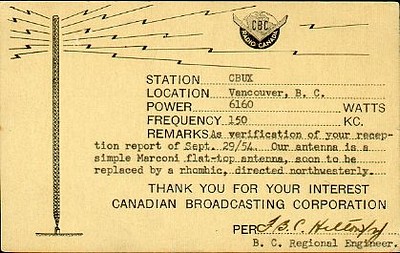 CBC
RADIO CANADA
STATION CBUX
LOCATION Vancouver, B. C.
POWER 6160 WATTS
FREQUENCY 150 KC.
REMARKS As verification of your recep-
tion report of Sept. 29/54. Our antenna is a
simple Marconi flat-top antenna, soon to be
replaced by a rhombic, directed northwesterly.
THANK YOU FOR YOUR INTEREST
CANADIAN BROADCASTING CORPORATION
PER
B. C. Regional Engineer.